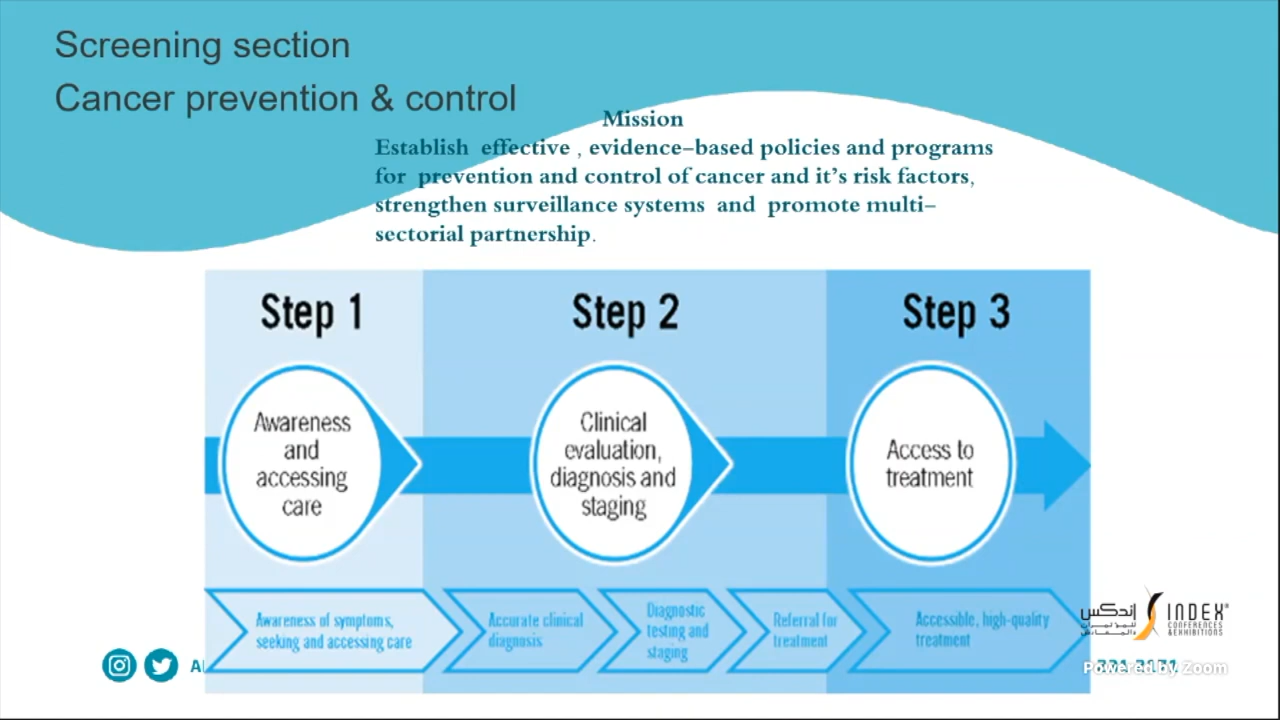 Screening section
Cancer prevention & control
Mission
Establish effective , evidence-based policies and programs
for prevention and control of cancer and it's risk factors,
strengthen surveillance systems and promote multi-
sectorial partnership.
Step 1
Step 2
Step 3
Awareness
and
accessing
care
Clinical
evaluation,
diagnosis and
staging
Access to
treatment
Awareness of symptoms,
seeking and accessing care
Accurate clinical
diagnosis
Diagnostic
testing and
staging
Referral for
treatment
Accessible, high-quality
treatment
إندكس
INDEX
CONFERENCES
& EXHIBITIONS
Powered by Zoom